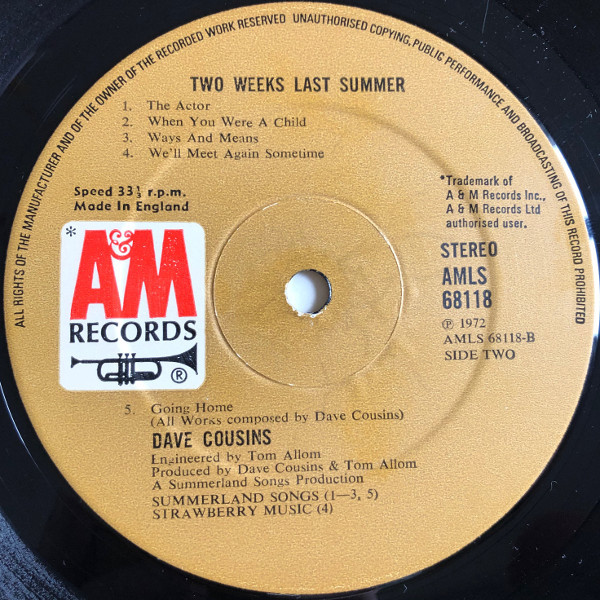 ALL RIGHTS OF THE MANUFACTURER AND OF THE OWNER OF THE RECORDED WORK RESERVED UNAUTHORISED COPYING, PUBLIC PERFORMANCE AND BROADCASTING OF THIS RECORD PROHIBITED
TWO WEEKS LAST SUMMER
1. The Actor
2. When You Were A Child
3. Ways And Means
4. We'll Meet Again Sometime
Speed 33⅓ r.p.m.
Made In England
*
A&M
RECORDS
®
*Trademark of
A & M Records Inc.,
A & M Records Ltd
authorised user.
STEREO
AMLS
68118
℗ 1972
AMLS 68118-B
SIDE TWO
5. Going Home
(All Works composed by Dave Cousins)
DAVE COUSINS
Engineered by Tom Allom
Produced by Dave Cousins & Tom Allom
A Summerland Songs Production
SUMMERLAND SONGS (1—3, 5)
STRAWBERRY MUSIC (4)